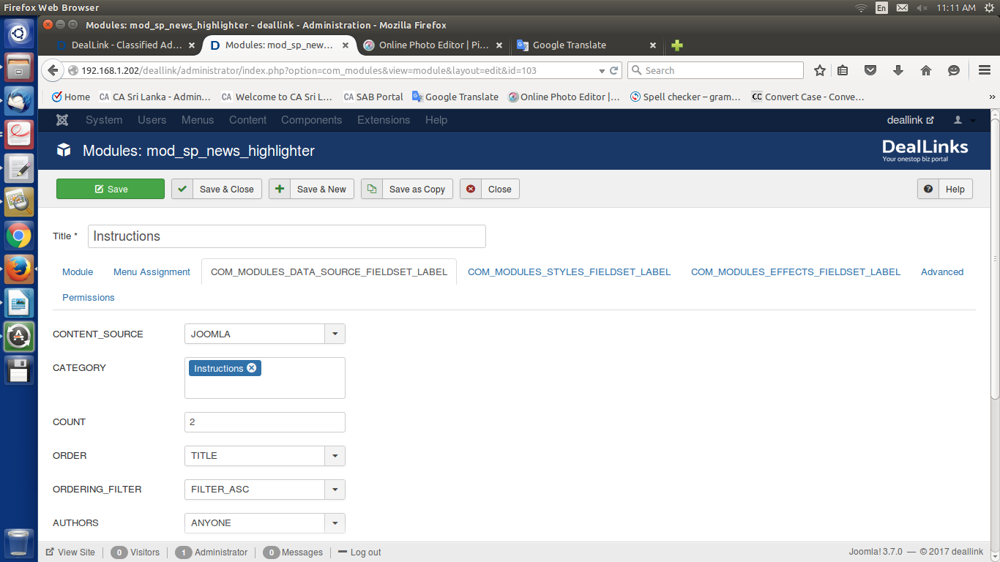 Firefox Web Browser En 11:11 AM
Modules: mod_sp_news_highlighter - deallink - Administration - Mozilla Firefox
DealLink - Classified Ad... Modules: mod_sp_new... Online Photo Editor | Pi... Google Translate
192.168.1.202/deallink/administrator/index.php?option=com_modules&view=module&layout=edit&id=103 Search
Home CA CA Sri Lanka - Admin... CA Welcome to CA Sri L... CA SAB Portal Google Translate Online Photo Editor |... Spell checker – gram... CC Convert Case - Conve... »
System Users Menus Content Components Extensions Help deallink
Modules: mod_sp_news_highlighter DealLinks
Your onestop biz portal
Save Save & Close Save & New Save as Copy Close Help
Title * Instructions
Module Menu Assignment COM_MODULES_DATA_SOURCE_FIELDSET_LABEL COM_MODULES_STYLES_FIELDSET_LABEL COM_MODULES_EFFECTS_FIELDSET_LABEL Advanced
Permissions
CONTENT_SOURCE JOOMLA
CATEGORY Instructions
COUNT 2
ORDER TITLE
ORDERING_FILTER FILTER_ASC
AUTHORS ANYONE
View Site 0 Visitors 1 Administrator 0 Messages Log out Joomla! 3.7.0 — © 2017 deallink